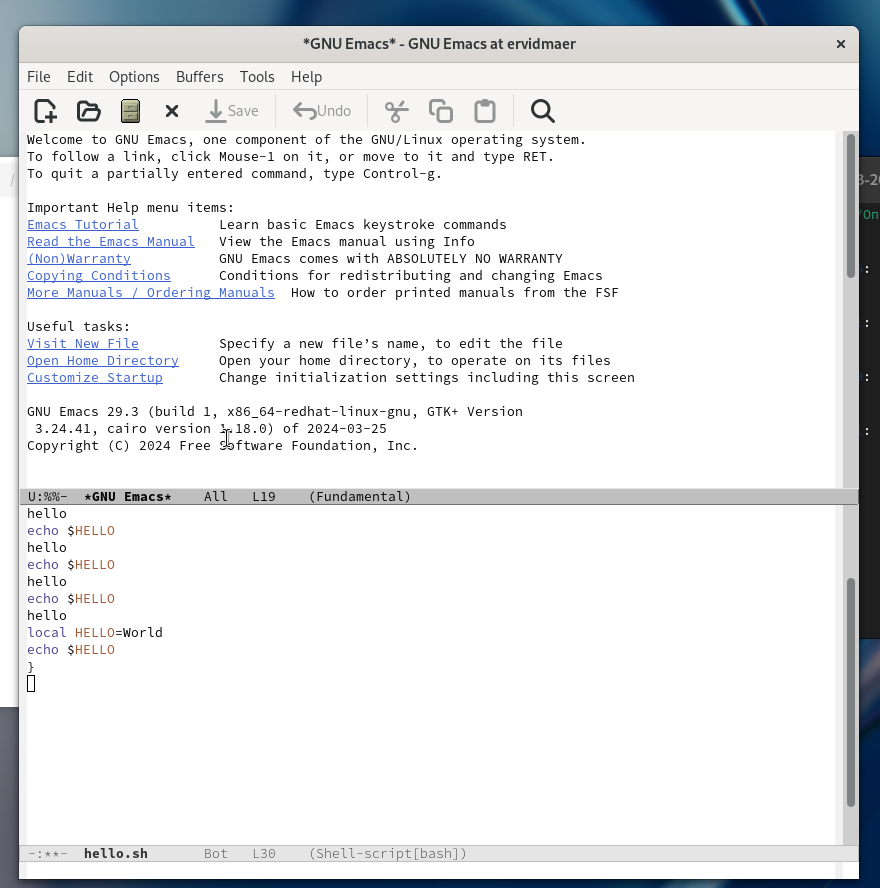 *GNU Emacs* - GNU Emacs at ervidmaer
File Edit Options Buffers Tools Help
Save Undo
Welcome to GNU Emacs, one component of the GNU/Linux operating system.
To follow a link, click Mouse-1 on it, or move to it and type RET.
To quit a partially entered command, type Control-g.
Important Help menu items:
Emacs Tutorial Learn basic Emacs keystroke commands
Read the Emacs Manual View the Emacs manual using Info
(Non)Warranty GNU Emacs comes with ABSOLUTELY NO WARRANTY
Copying Conditions Conditions for redistributing and changing Emacs
More Manuals / Ordering Manuals How to order printed manuals from the FSF
Useful tasks:
Visit New File Specify a new file’s name, to edit the file
Open Home Directory Open your home directory, to operate on its files
Customize Startup Change initialization settings including this screen
GNU Emacs 29.3 (build 1, x86_64-redhat-linux-gnu, GTK+ Version
3.24.41, cairo version 1.18.0) of 2024-03-25
Copyright (C) 2024 Free Software Foundation, Inc.
U:%%- *GNU Emacs* All L19 (Fundamental)
hello
echo $HELLO
hello
echo $HELLO
hello
echo $HELLO
hello
local HELLO=World
echo $HELLO
}
-:**- hello.sh Bot L30 (Shell-script[bash])